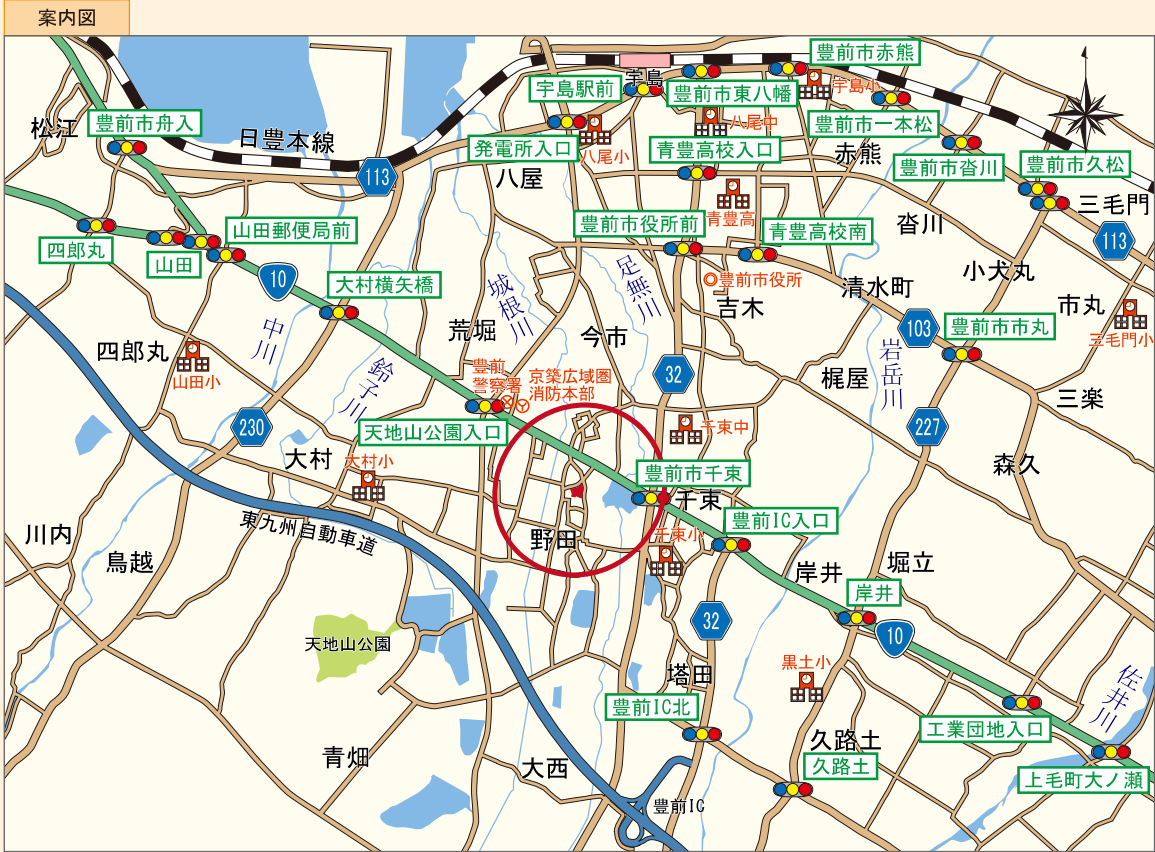 案内図
豊前市赤熊
宇島
宇島駅前
豊前市東八幡
宇島小
松江
豊前市舟入
日豊本線
発電所入口
八尾小
八尾中
豊前市一本松
青豊高校入口
赤熊
豊前市沓川
豊前市久松
113
八屋
三毛門
青豊高
豊前市役所前
青豊高校南
沓川
113
四郎丸
山田
山田郵便局前
10
大村横矢橋
城根川
足無川
豊前市役所
吉木
清水町
小犬丸
市丸
中川
荒堀
今市
103
豊前市市丸
三毛門小
四郎丸
山田小
鈴子川
豊前
警察署
京築広域圏
消防本部
32
梶屋
岩岳川
三楽
230
天地山公園入口
千束中
227
大村
大村小
豊前市千束
千束
森久
東九州自動車道
川内
鳥越
野田
千束小
豊前IC入口
岸井
堀立
岸井
32
10
天地山公園
塔田
黒土小
佐井川
豊前IC北
工業団地入口
久路土
久路土
青畑
大西
上毛町大ノ瀬
豊前IC